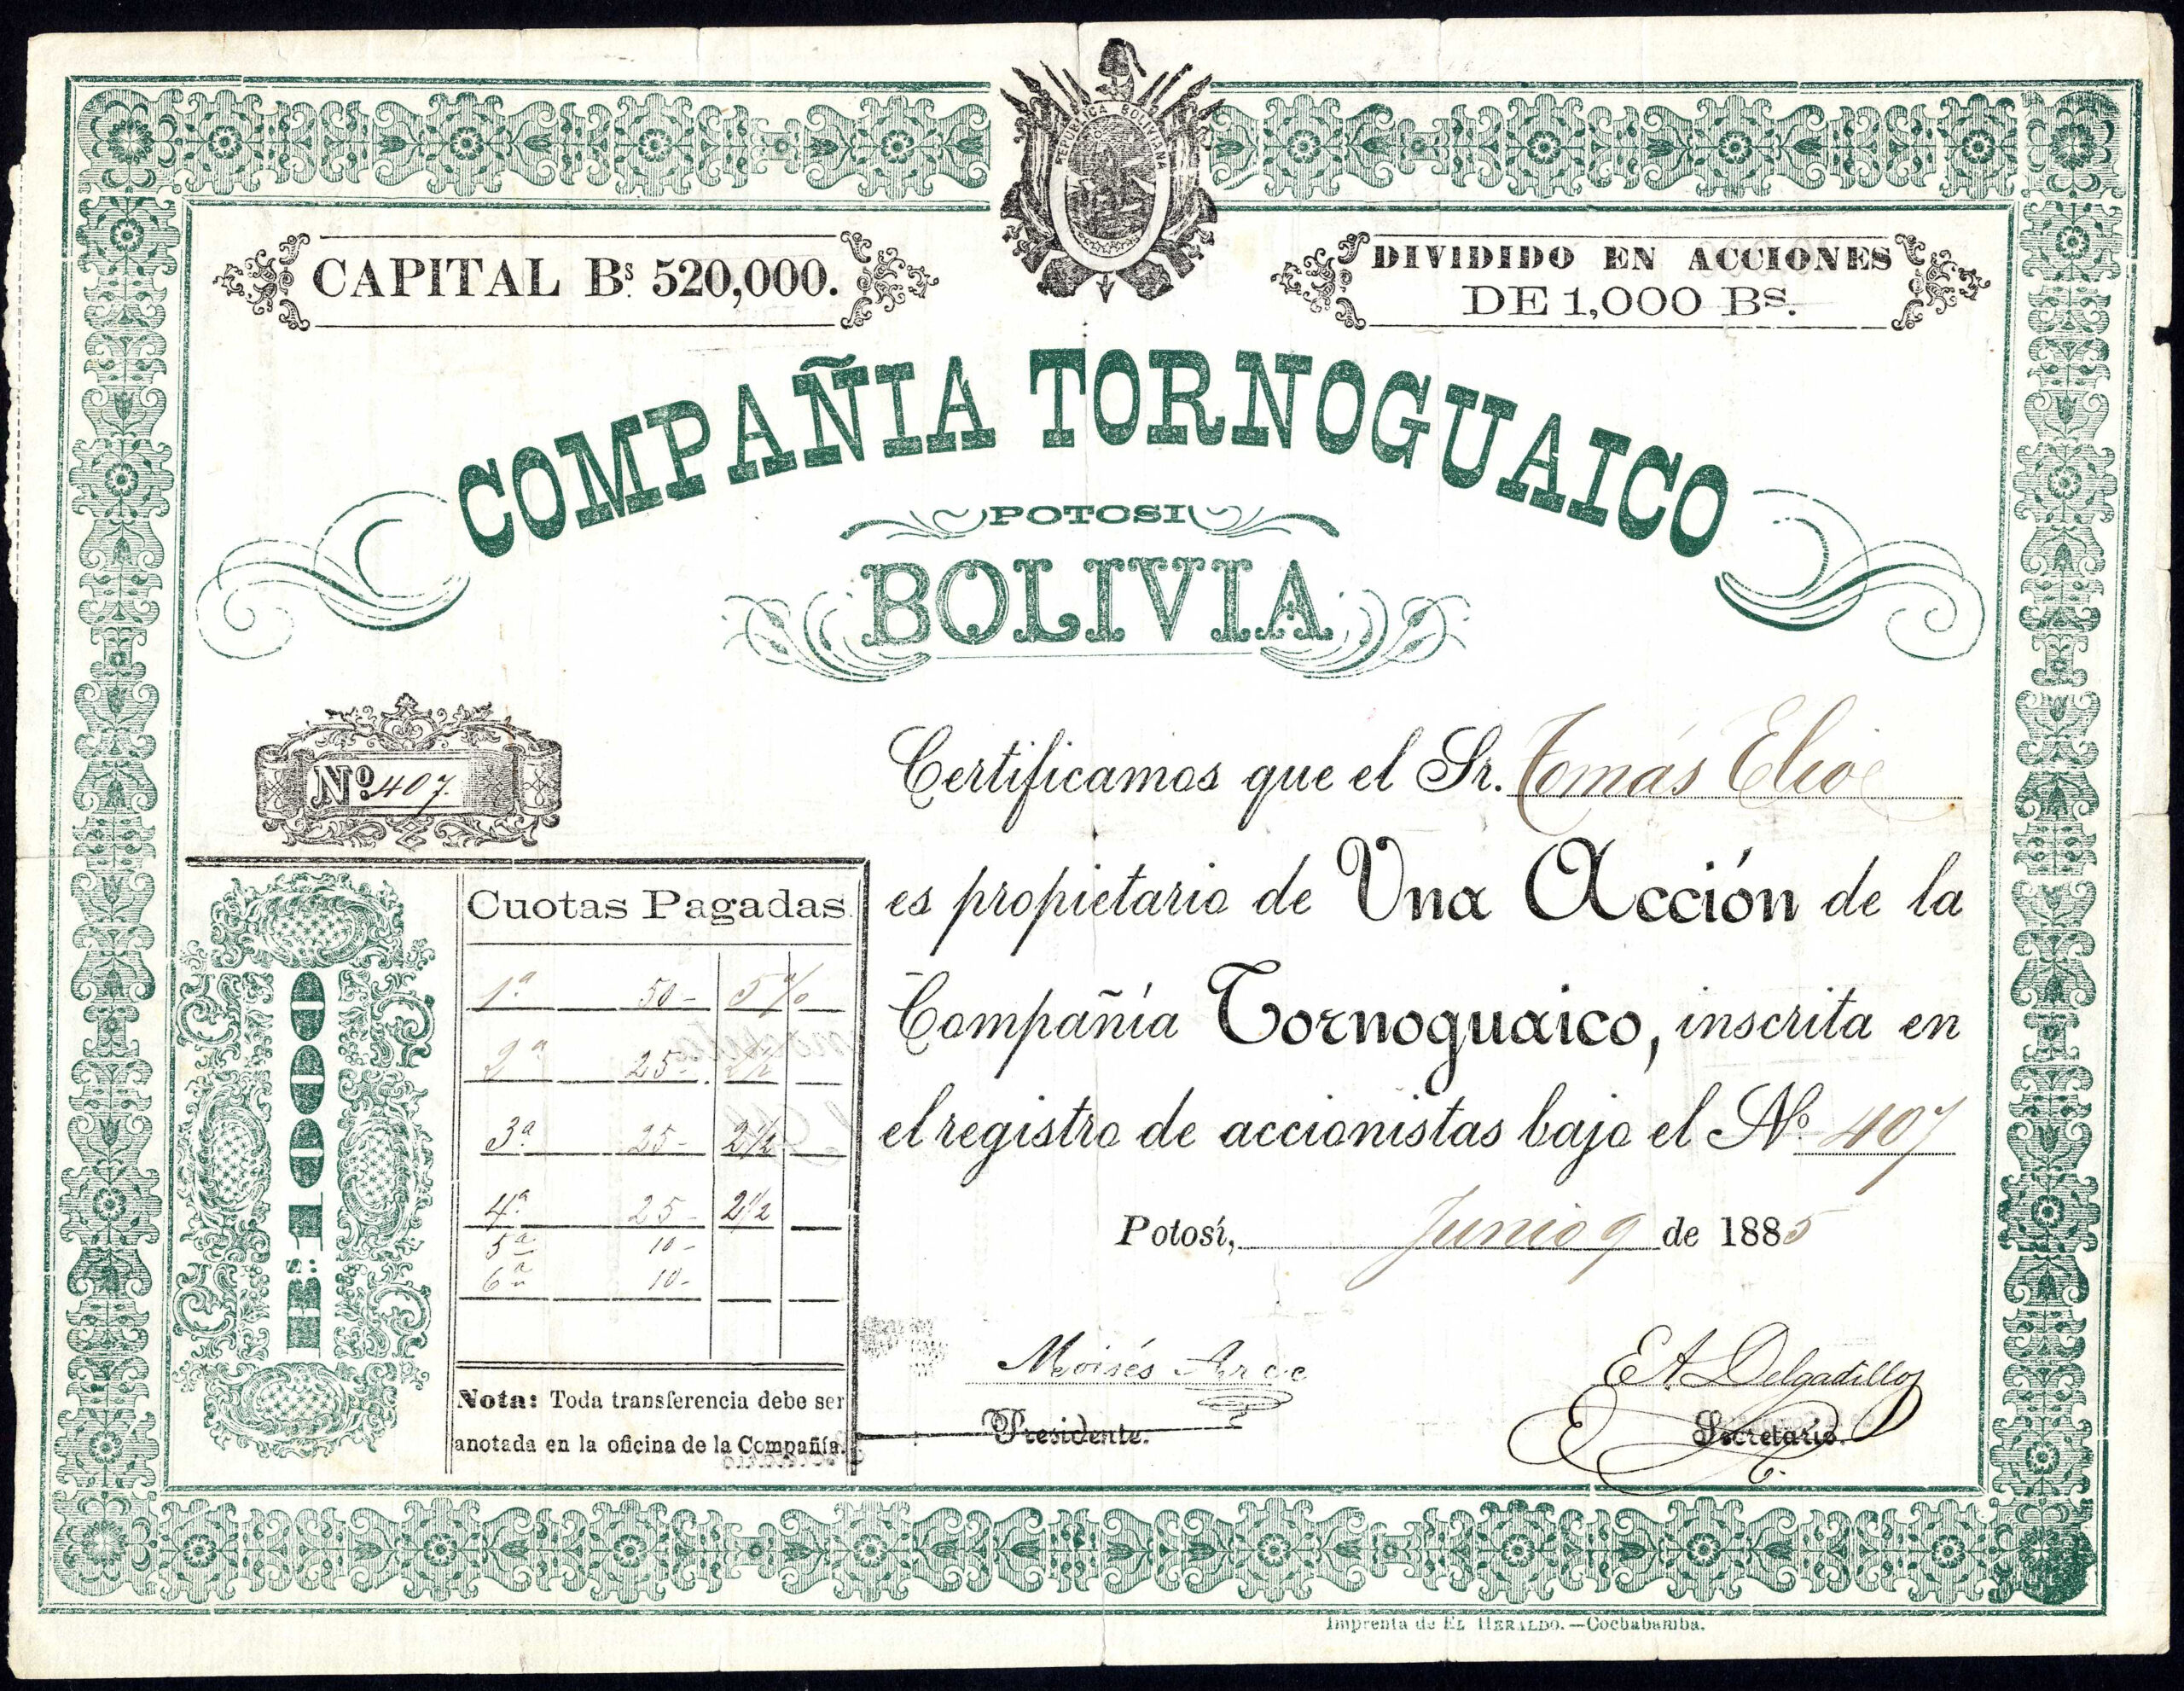 REPUBLICA BOLIVIANA
CAPITAL Bs. 520,000.
DIVIDIDO EN ACCIONES
DE 1,000 Bs.
COMPAÑIA TORNOGUAICO
POTOSI
BOLIVIA
Nº 407.
Certificamos que el Sr. Tomás
es propietario de Una Acción de la
Compañía Tornoguaico, inscrita en
el registro de accionistas bajo el Nº 407
Potosí, Junio 9 de 1885
Bs. 1000
Cuotas Pagadas.
1ª 50- 5%
2ª 25- 2½
3ª 25- 2½
4ª 25- 2½
5ª 10-
6ª 10-
Nota: Toda transferencia debe ser
anotada en la oficina de la Compañía.
Moisés Arce
Presidente.
E. A. Delgadillo
Secretario.
Imprenta de EL HERALDO.—Cochabamba.